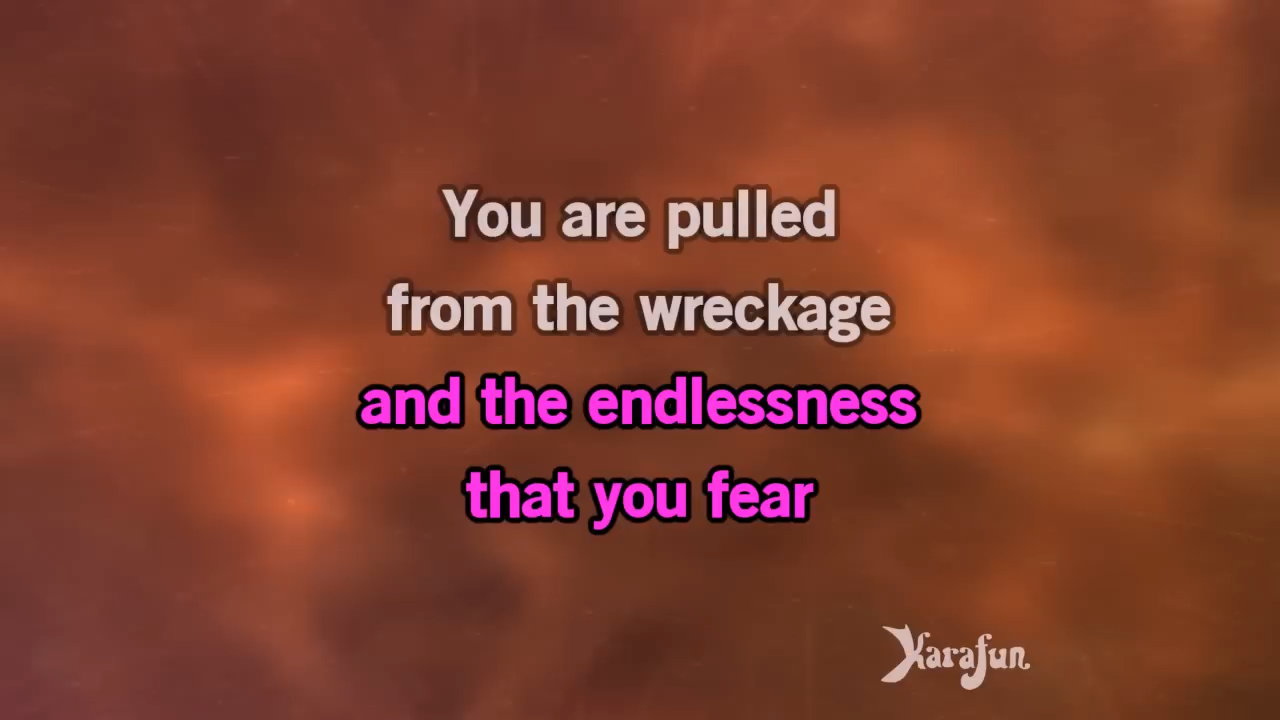 You are pulled
from the wreckage
and the endlessness
that you fear
Karafun